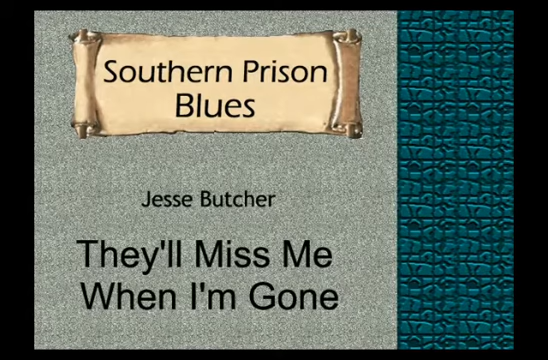 Southern Prison
Blues
Jesse Butcher
They'll Miss Me
When I'm Gone